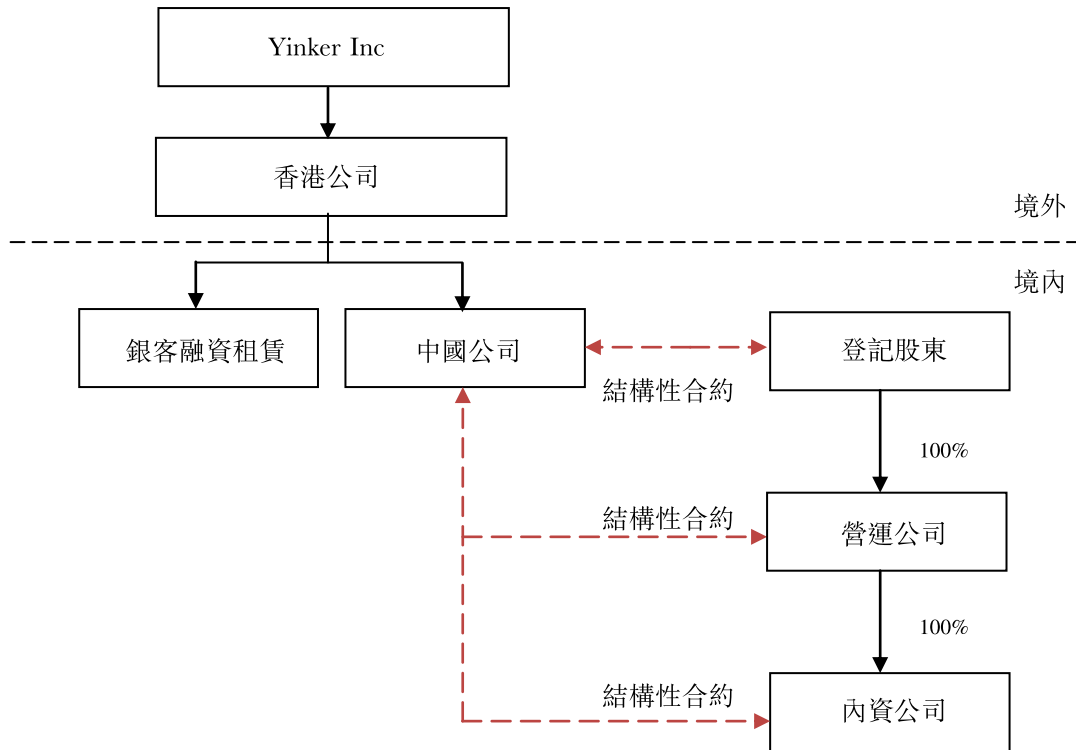 Yinker Inc
香港公司
境外
境內
銀客融資租賃
中國公司
登記股東
結構性合約
100%
結構性合約
營運公司
100%
結構性合約
內資公司